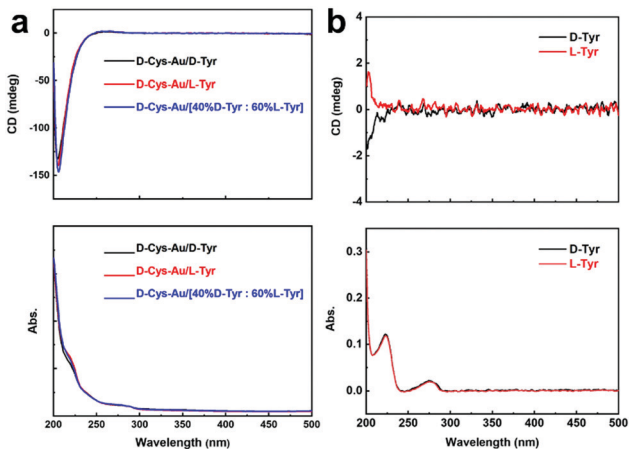 a
CD (mdeg)
0
-50
-100
-150
D-Cys-Au/D-Tyr
D-Cys-Au/L-Tyr
D-Cys-Au/[40%D-Tyr : 60%L-Tyr]
Abs.
D-Cys-Au/D-Tyr
D-Cys-Au/L-Tyr
D-Cys-Au/[40%D-Tyr : 60%L-Tyr]
200 250 300 350 400 450 500
Wavelength (nm)
b
CD (mdeg)
4
2
0
-2
-4
D-Tyr
L-Tyr
Abs.
0.3
0.2
0.1
0.0
D-Tyr
L-Tyr
200 250 300 350 400 450 500
Wavelength (nm)